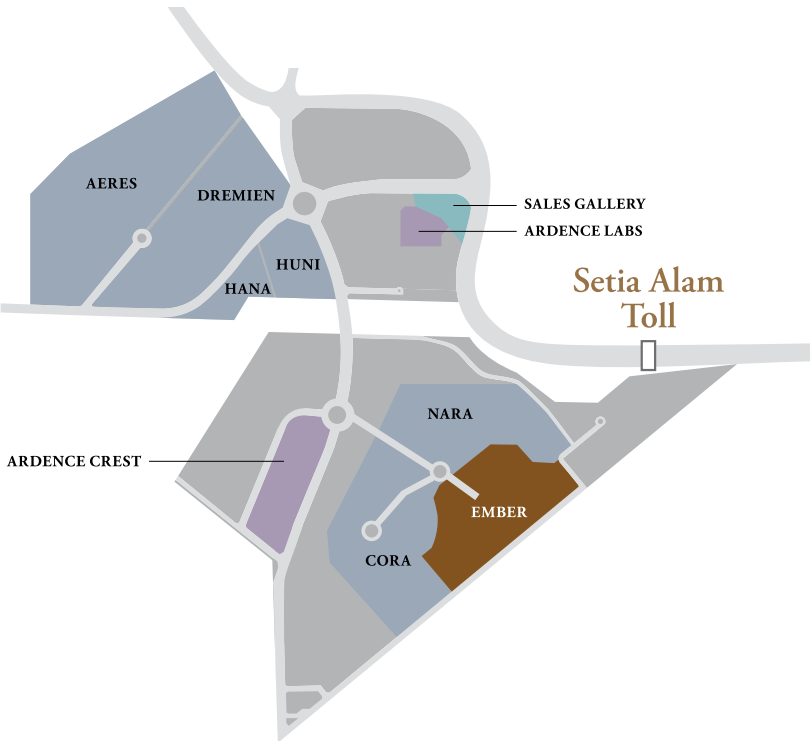 AERES
DREMIEN
SALES GALLERY
ARDENCE LABS
HUNI
HANA
Setia Alam
Toll
NARA
ARDENCE CREST
EMBER
CORA